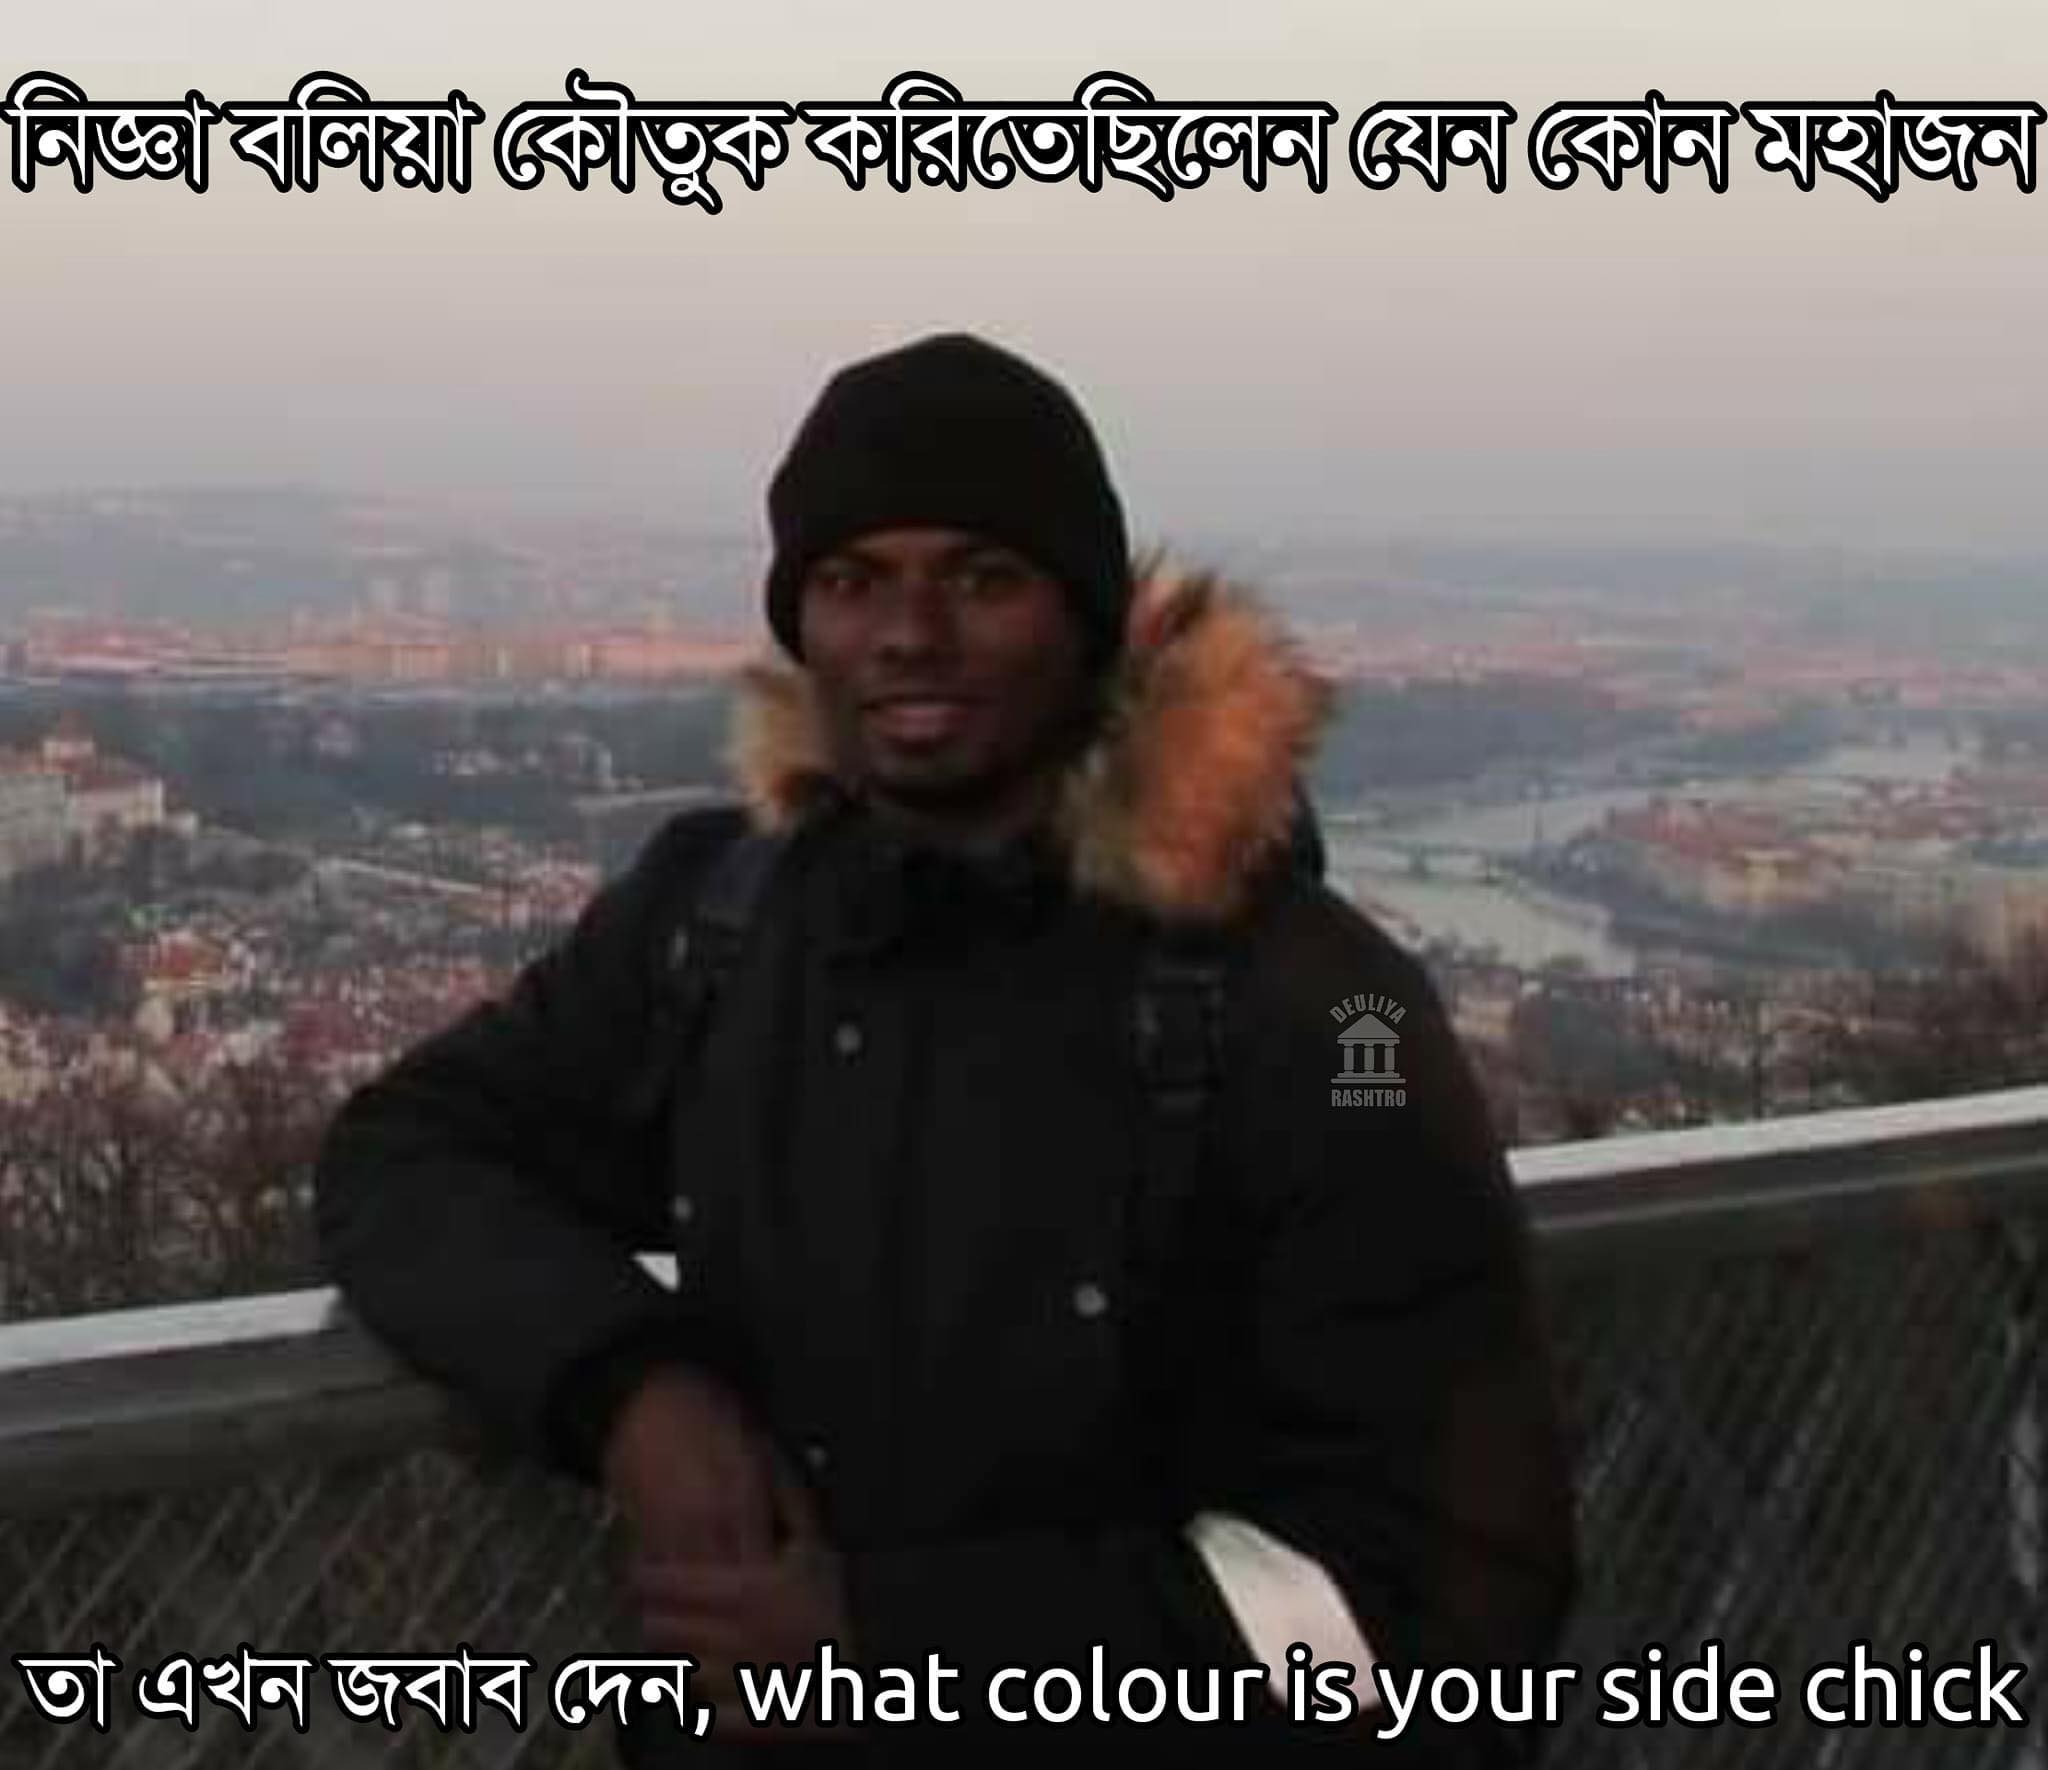 নিজ্ঞা বলিয়া কৌতুক করিতেছিলেন যেন কোন মহাজন
DEULIYA
RASHTRO
তা এখন জবাব দেন, what colour is your side chick